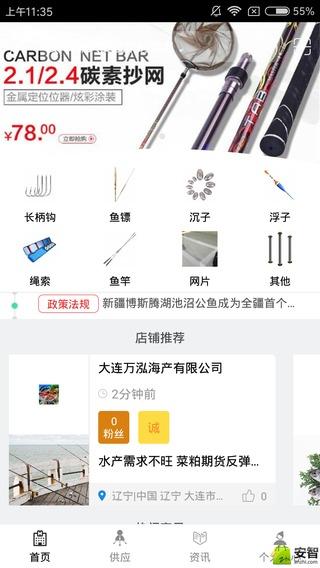 上午11:35
55%
CARBON NET BAR
2.1/2.4碳素抄网
金属定位位器/炫彩涂装
¥78.00 立即抢购
TAB
长柄钩 鱼镖 沉子 浮子
绳索 鱼竿 网片 其他
政策法规 新疆博斯腾湖池沼公鱼成为全疆首个...
店铺推荐
大连万泓海产有限公司
2分钟前
0
粉丝
诚
水产需求不旺 菜粕期货反弹...
辽宁|中国 辽宁 大连市...
0
首页 供应 资讯
安智